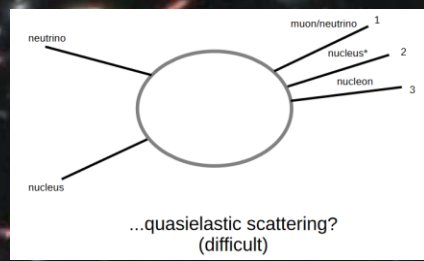 muon/neutrino 1
neutrino
nucleus* 2
nucleon 3
nucleus
...quasielastic scattering?
(difficult)